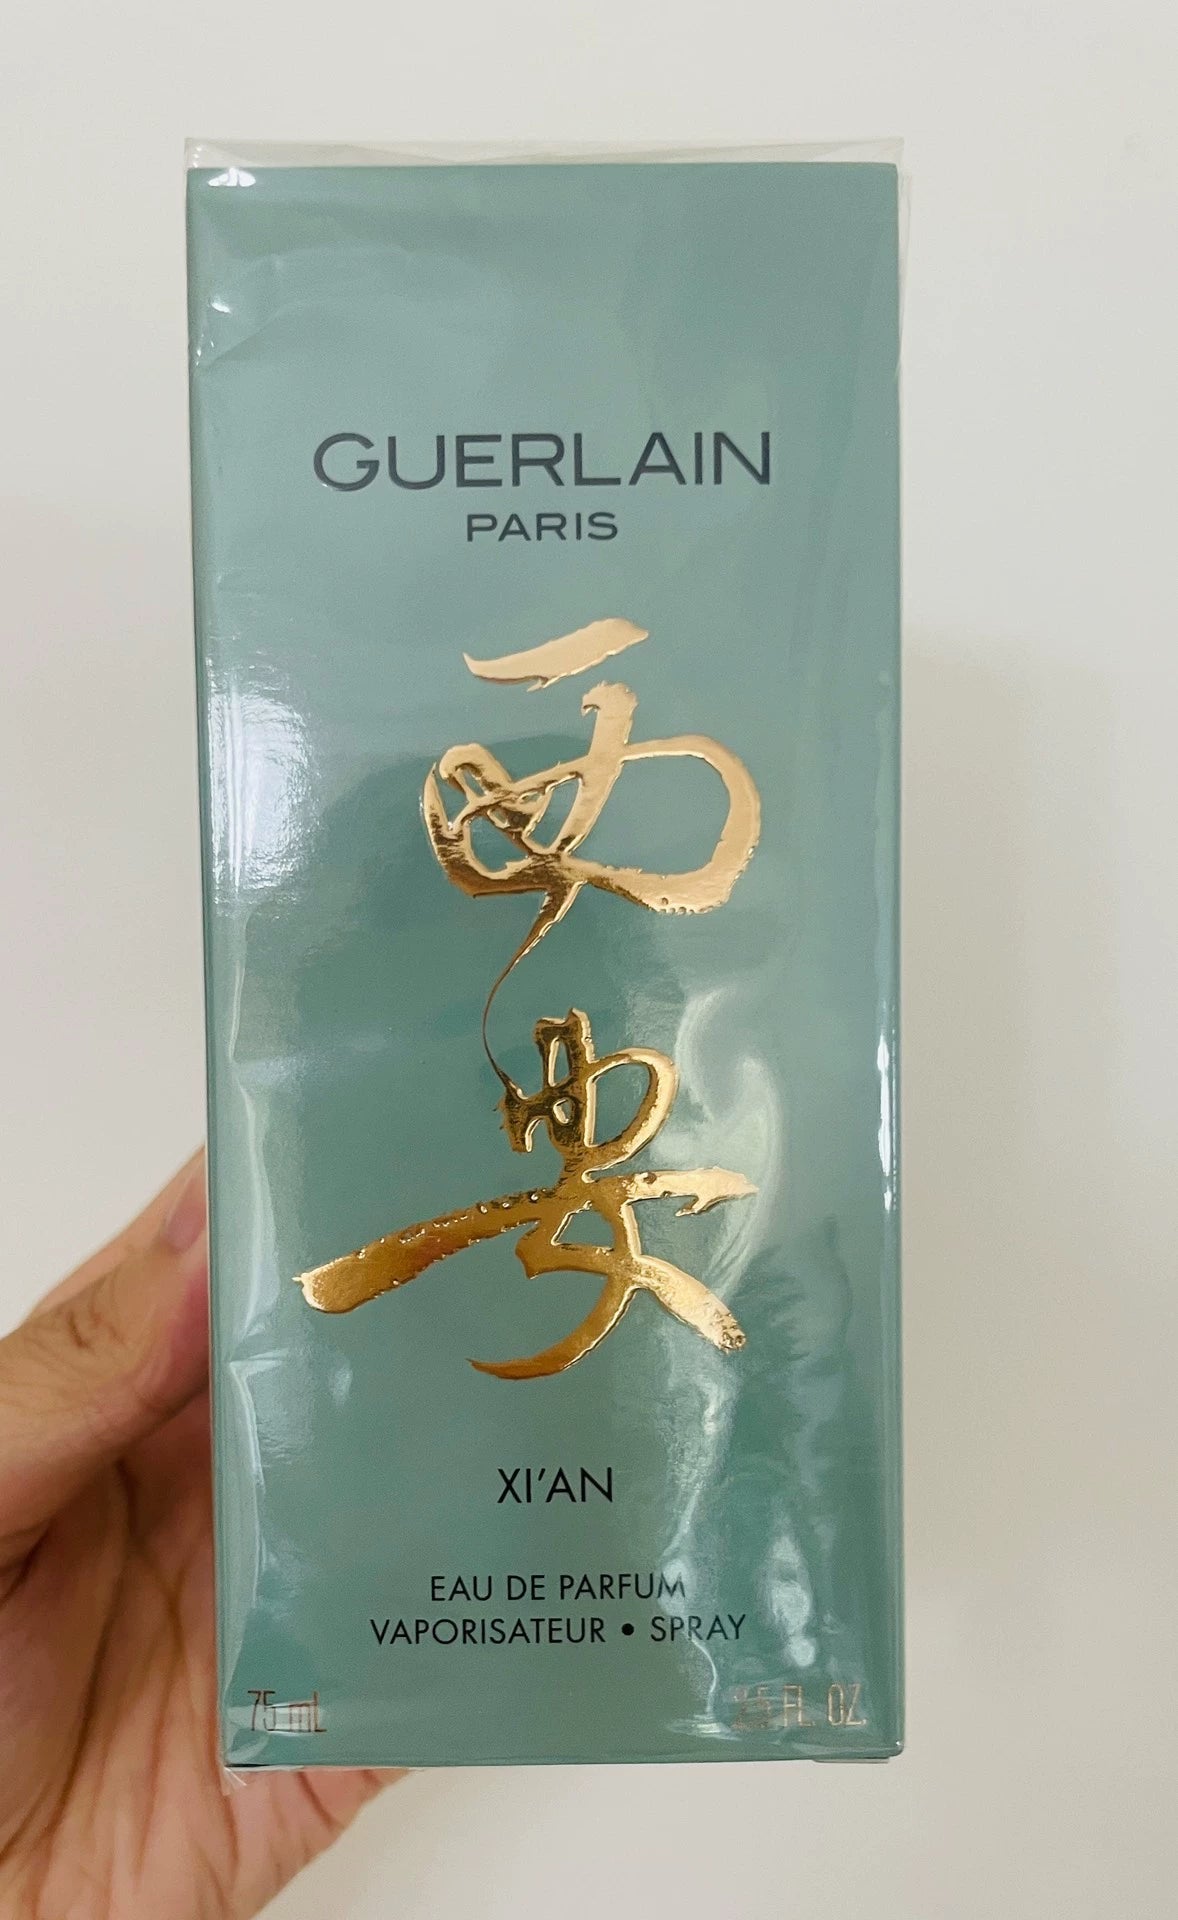 GUERLAIN
PARIS
西
安
XI'AN
EAU DE PARFUM
VAPORISATEUR • SPRAY
75 mL 2.5 FL. OZ.